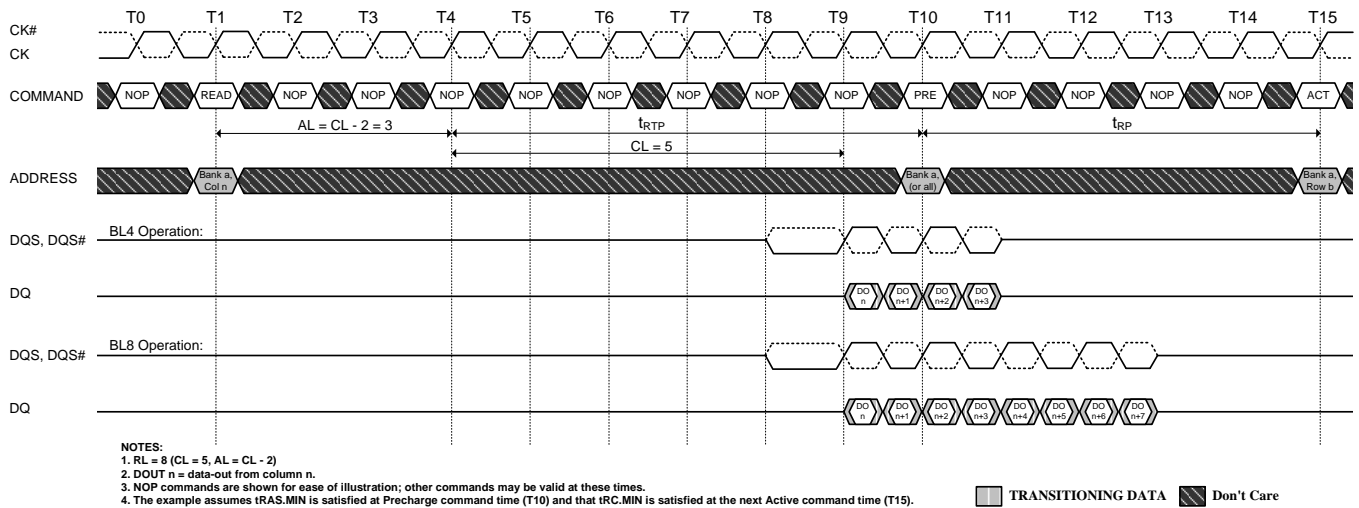 T0 T1 T2 T3 T4 T5 T6 T7 T8 T9 T10 T11 T12 T13 T14 T15
CK#
CK
COMMAND NOP READ NOP NOP NOP NOP NOP NOP NOP NOP PRE NOP NOP NOP NOP ACT
AL = CL - 2 = 3 tRTP tRP
CL = 5
ADDRESS Bank a, Col n Bank a, (or all) Bank a, Row b
BL4 Operation:
DQS, DQS#
DQ DO n DO n+1 DO n+2 DO n+3
BL8 Operation:
DQS, DQS#
DQ DO n DO n+1 DO n+2 DO n+3 DO n+4 DO n+5 DO n+6 DO n+7
NOTES:
1. RL = 8 (CL = 5, AL = CL - 2)
2. DOUT n = data-out from column n.
3. NOP commands are shown for ease of illustration; other commands may be valid at these times.
4. The example assumes tRAS.MIN is satisfied at Precharge command time (T10) and that tRC.MIN is satisfied at the next Active command time (T15).
TRANSITIONING DATA Don't Care